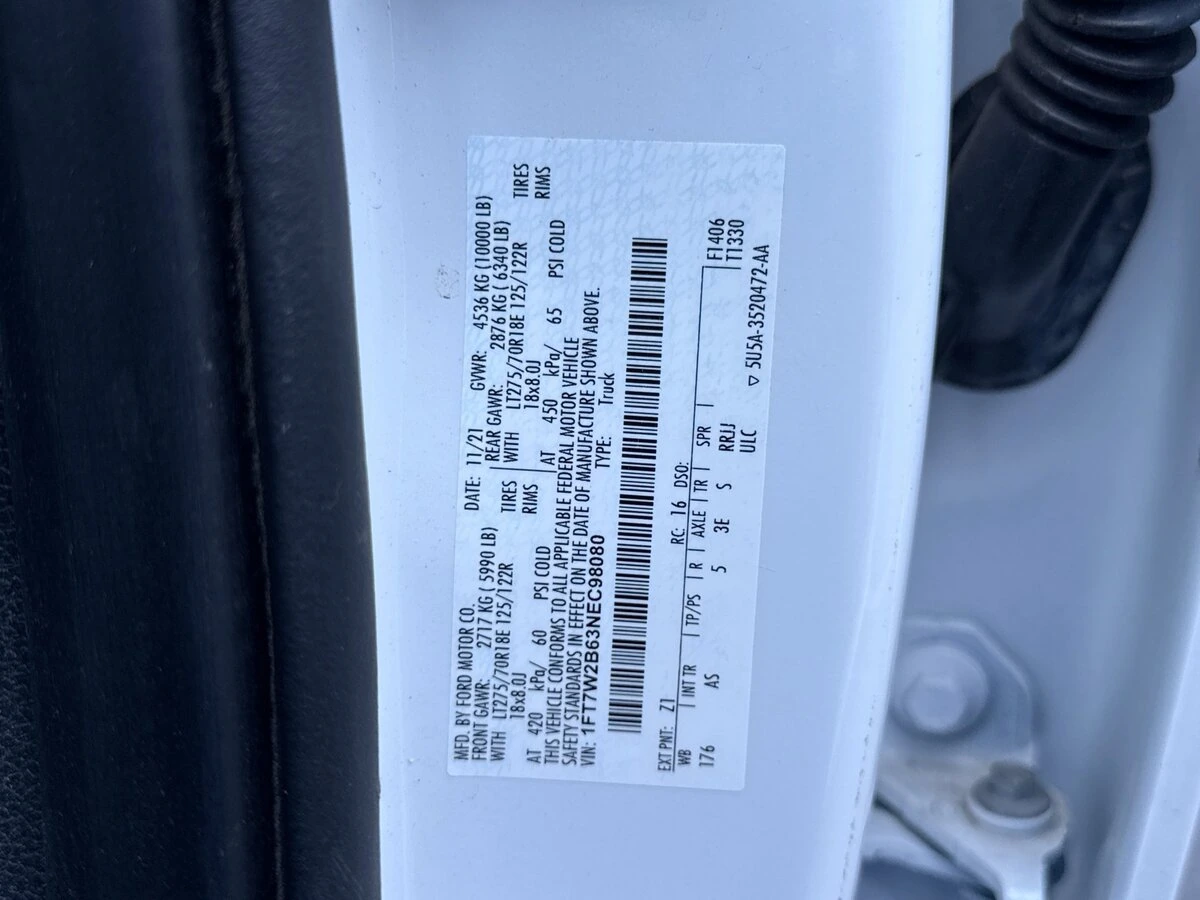 MFD. BY FORD MOTOR CO.
DATE: 11/21 GVWR: 4536 KG (10000 LB)
FRONT GAWR: 2717 KG ( 5990 LB) REAR GAWR: 2876 KG ( 6340 LB)
WITH LT275/70R18E 125/122R TIRES WITH LT275/70R18E 125/122R TIRES
18x8.0J RIMS 18x8.0J RIMS
AT 420 kPa/ 60 PSI COLD AT 450 kPa/ 65 PSI COLD
THIS VEHICLE CONFORMS TO ALL APPLICABLE FEDERAL MOTOR VEHICLE
SAFETY STANDARDS IN EFFECT ON THE DATE OF MANUFACTURE SHOWN ABOVE.
VIN: 1FT7W2B63NEC98080 TYPE: Truck
EXT PNT: Z1 RC: 16 DSO:
WB INT TR TP/PS R AXLE TR SPR F1406
176 AS 5 3E S RRJJ T1330
ULC ▽ 5U5A-3520472-AA